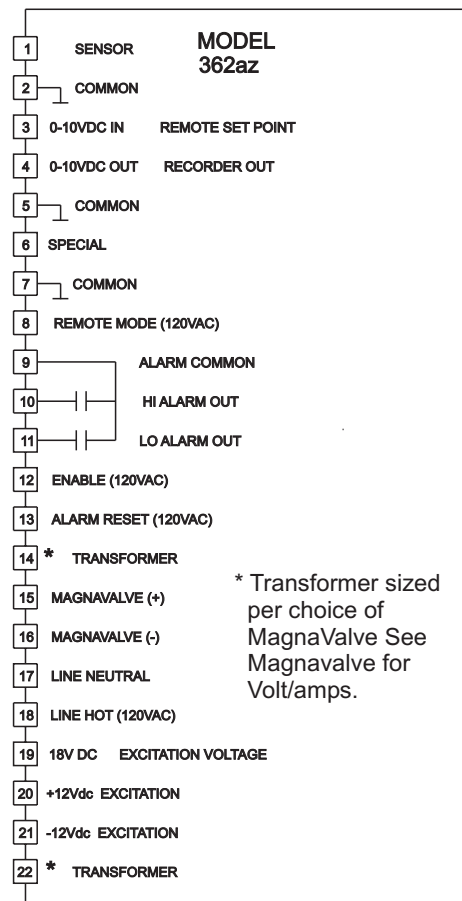 MODEL
362az
1 SENSOR
2 COMMON
3 0-10VDC IN REMOTE SET POINT
4 0-10VDC OUT RECORDER OUT
5 COMMON
6 SPECIAL
7 COMMON
8 REMOTE MODE (120VAC)
9 ALARM COMMON
10 HI ALARM OUT
11 LO ALARM OUT
12 ENABLE (120VAC)
13 ALARM RESET (120VAC)
14 * TRANSFORMER
15 MAGNAVALVE (+)
16 MAGNAVALVE (-)
17 LINE NEUTRAL
18 LINE HOT (120VAC)
19 18V DC EXCITATION VOLTAGE
20 +12Vdc EXCITATION
21 -12Vdc EXCITATION
22 * TRANSFORMER
* Transformer sized
per choice of
MagnaValve See
Magnavalve for
Volt/amps.